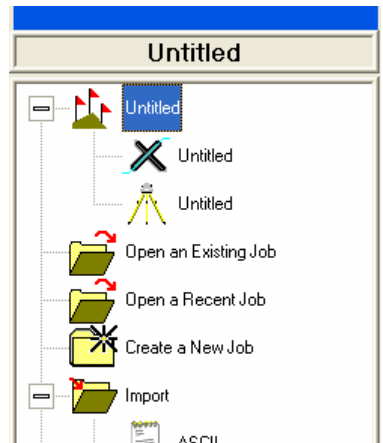 Untitled
Untitled
Untitled
Untitled
Open an Existing Job
Open a Recent Job
Create a New Job
Import
ASCII